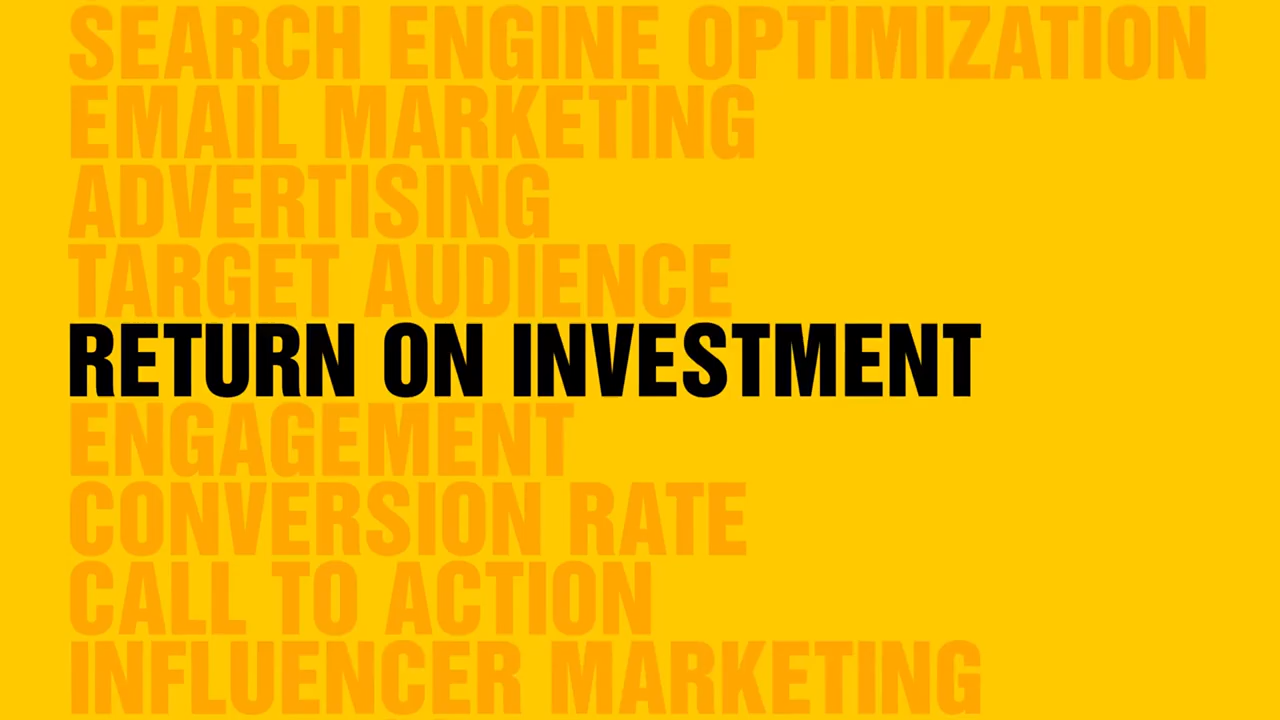 SEARCH ENGINE OPTIMIZATION
EMAIL MARKETING
ADVERTISING
TARGET AUDIENCE
RETURN ON INVESTMENT
ENGAGEMENT
CONVERSION RATE
CALL TO ACTION
INFLUENCER MARKETING